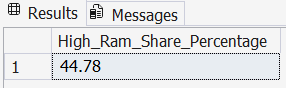 Results Messages
High_Ram_Share_Percentage
1 44.78